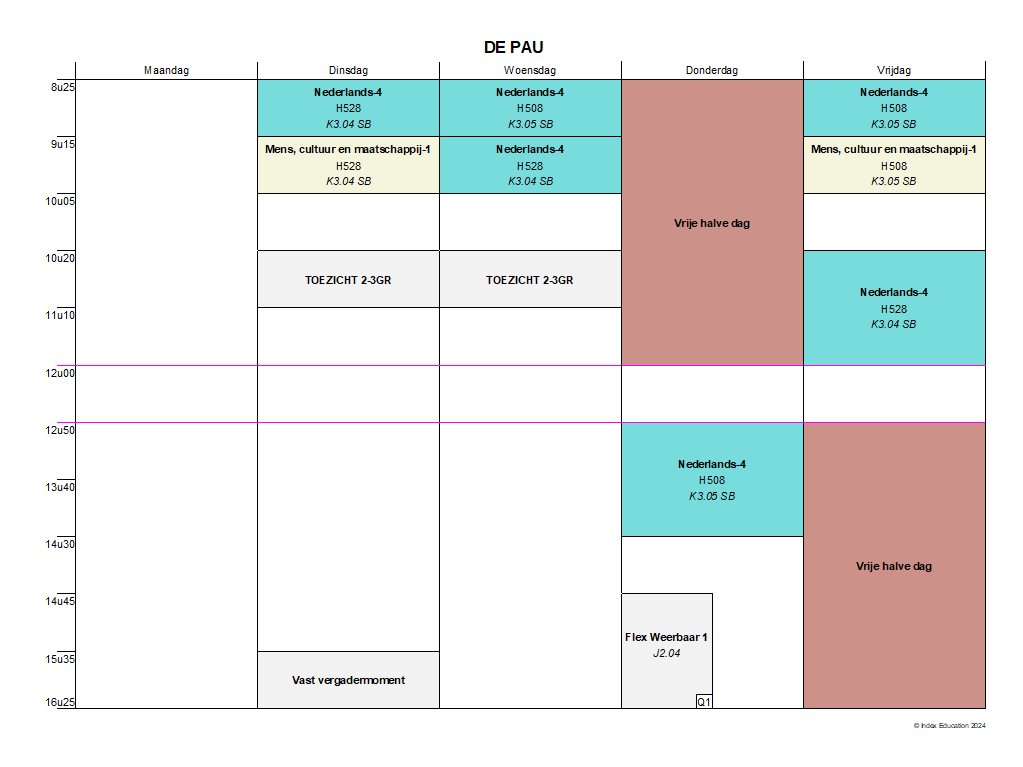 DE PAU
Maandag Dinsdag Woensdag Donderdag Vrijdag
8u25
Nederlands-4 Nederlands-4 Nederlands-4
H528 H508 H508
K3.04 SB K3.05 SB K3.05 SB
9u15
Mens, cultuur en maatschappij-1 Nederlands-4 Mens, cultuur en maatschappij-1
H528 H528 H508
K3.04 SB K3.04 SB K3.05 SB
10u05
Vrije halve dag
10u20
TOEZICHT 2-3GR TOEZICHT 2-3GR
Nederlands-4
H528
11u10
K3.04 SB
12u00
12u50
Nederlands-4
H508
13u40
K3.05 SB
14u30
Vrije halve dag
14u45
Flex Weerbaar 1
J2.04
15u35
Vast vergadermoment
16u25
Q1
© Index Education 2024